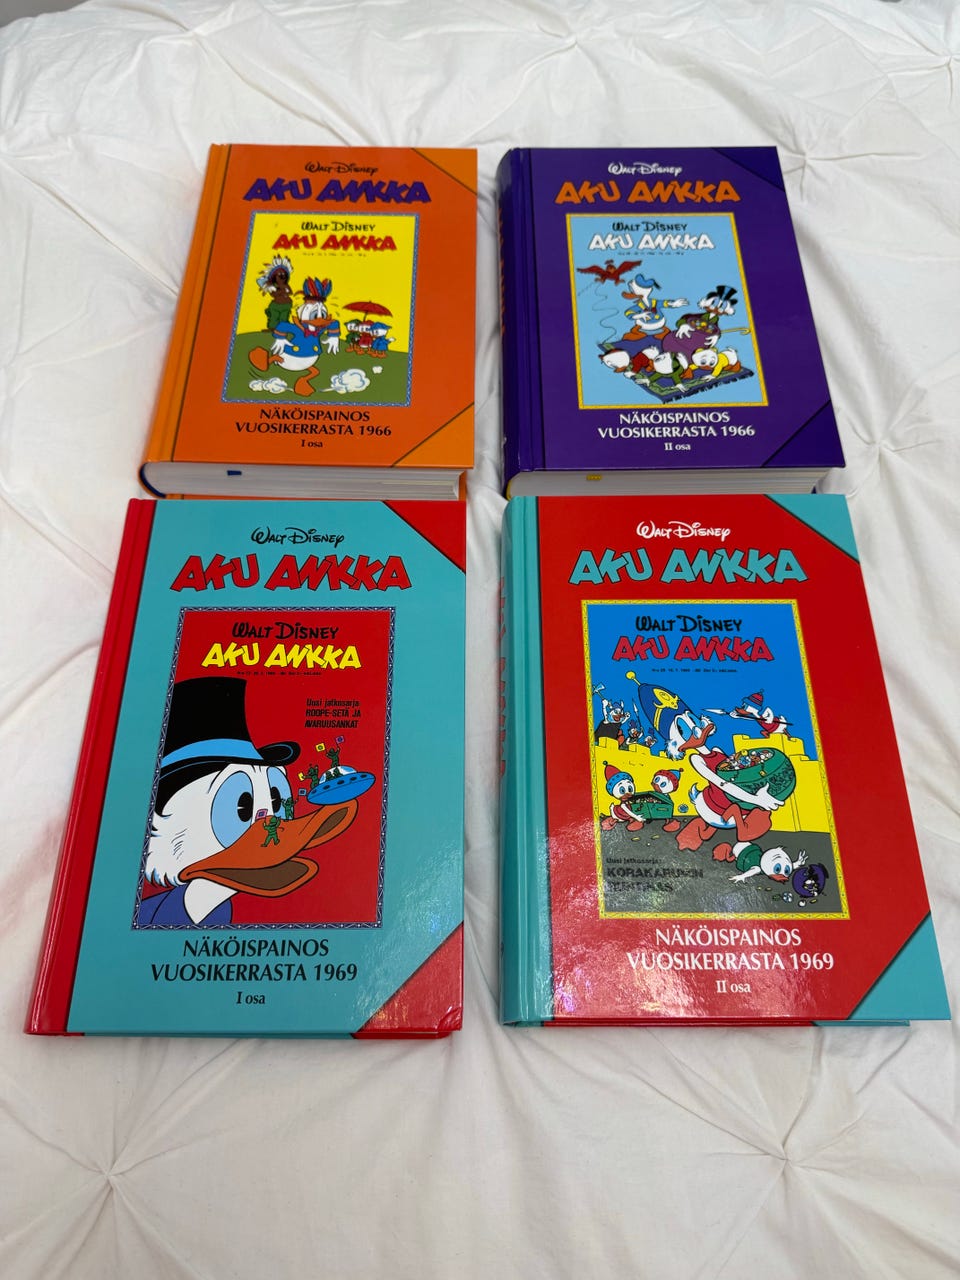 WALT DISNEY
AKU ANKKA
WALT DISNEY
AKU ANKKA
NÄKÖISPAINOS
VUOSIKERRASTA 1966
I osa
WALT DISNEY
AKU ANKKA
WALT DISNEY
AKU ANKKA
NÄKÖISPAINOS
VUOSIKERRASTA 1966
II osa
WALT DISNEY
AKU ANKKA
WALT DISNEY
AKU ANKKA
Uusi jatkosarja
ROOPE-SETÄ JA
AVARUUSANKAT
NÄKÖISPAINOS
VUOSIKERRASTA 1969
I osa
WALT DISNEY
AKU ANKKA
WALT DISNEY
AKU ANKKA
Uusi jatkosarja:
NÄKÖISPAINOS
VUOSIKERRASTA 1969
II osa